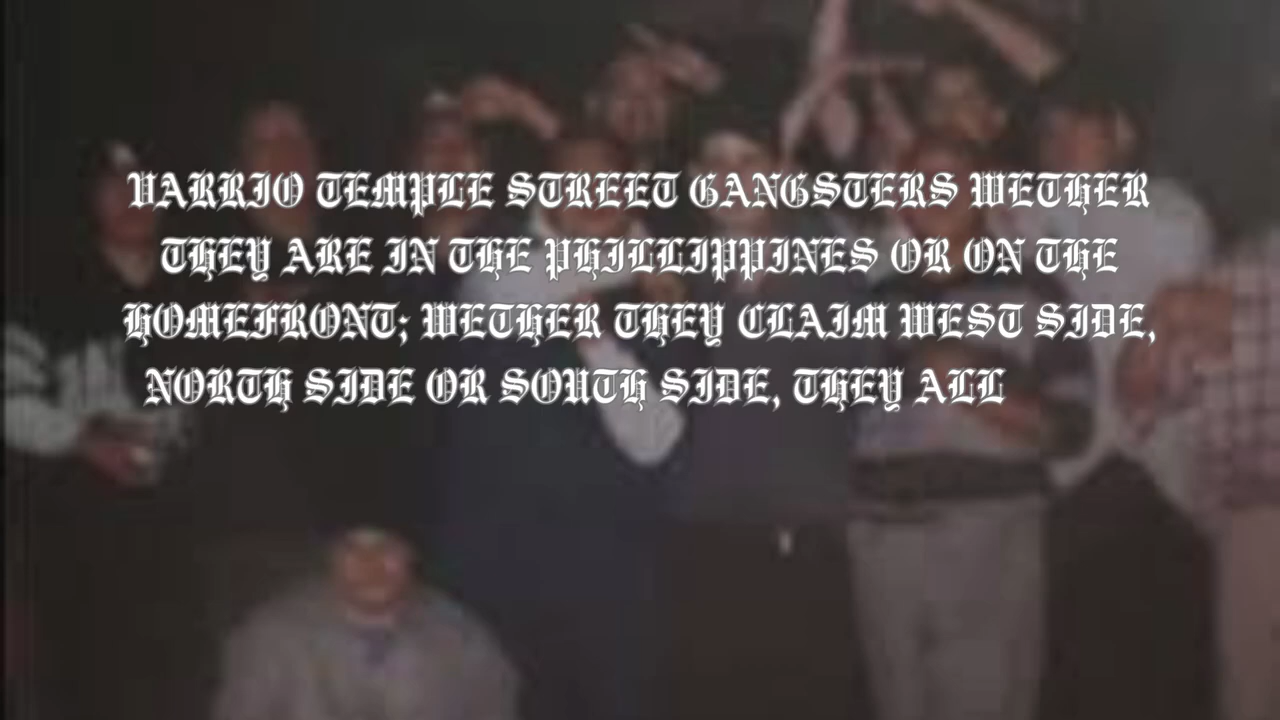 VARRIO TEMPLE STREET GANGSTERS WETHER
THEY ARE IN THE PHILLIPPINES OR ON THE
HOMEFRONT; WETHER THEY CLAIM WEST SIDE,
NORTH SIDE OR SOUTH SIDE, THEY ALL